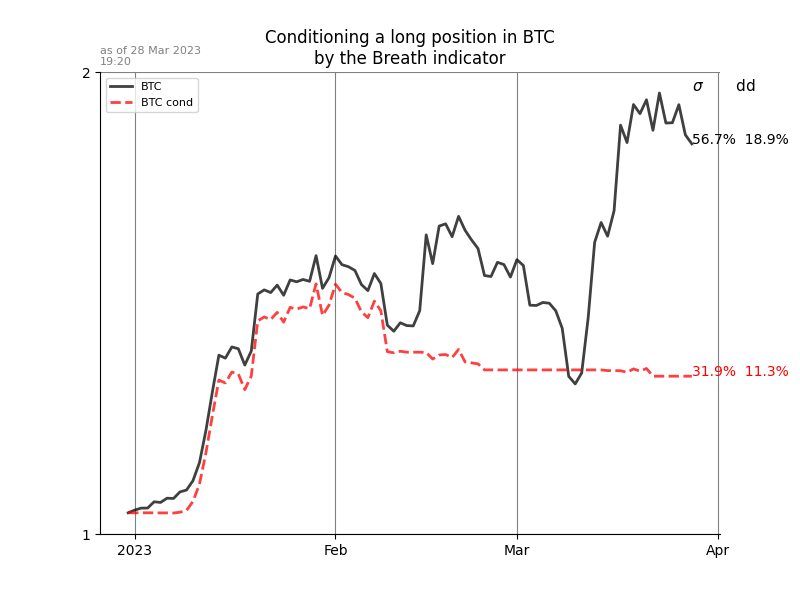 Conditioning a long position in BTC
by the Breath indicator
as of 28 Mar 2023
19:20
2
BTC
BTC cond
σ dd
56.7% 18.9%
31.9% 11.3%
1
2023 Feb Mar Apr